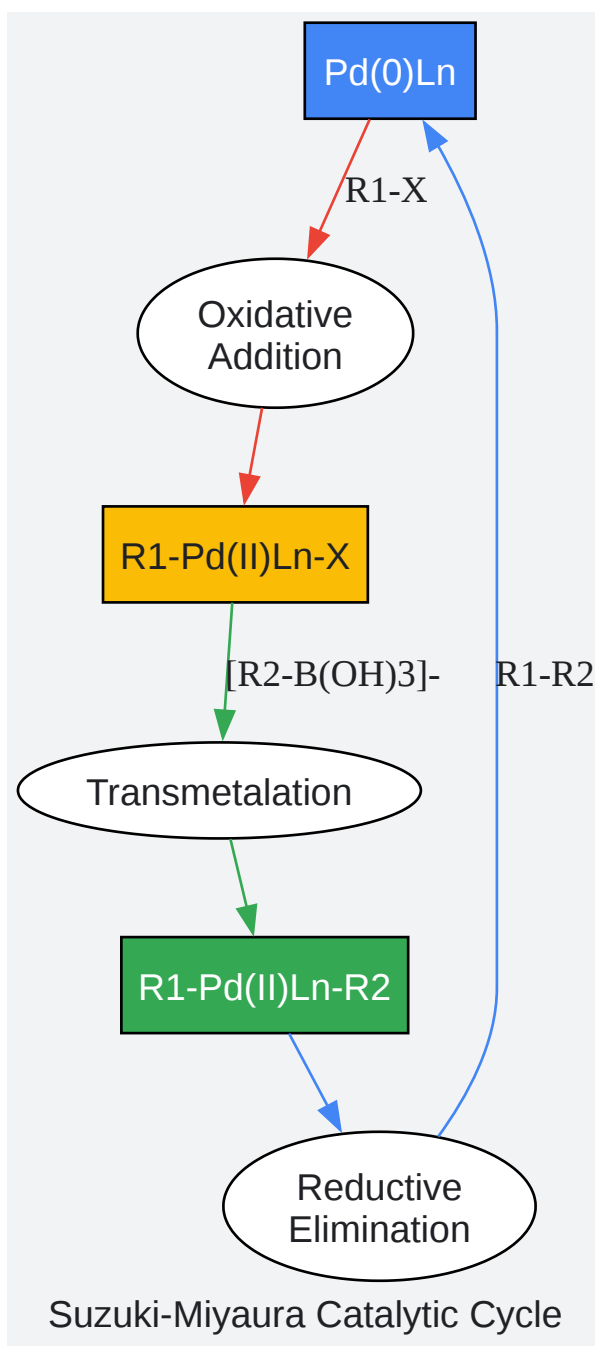 Pd(0)Ln
R1-X
Oxidative
Addition
R1-Pd(II)Ln-X
[R2-B(OH)3]-
R1-R2
Transmetalation
R1-Pd(II)Ln-R2
Reductive
Elimination
Suzuki-Miyaura Catalytic Cycle